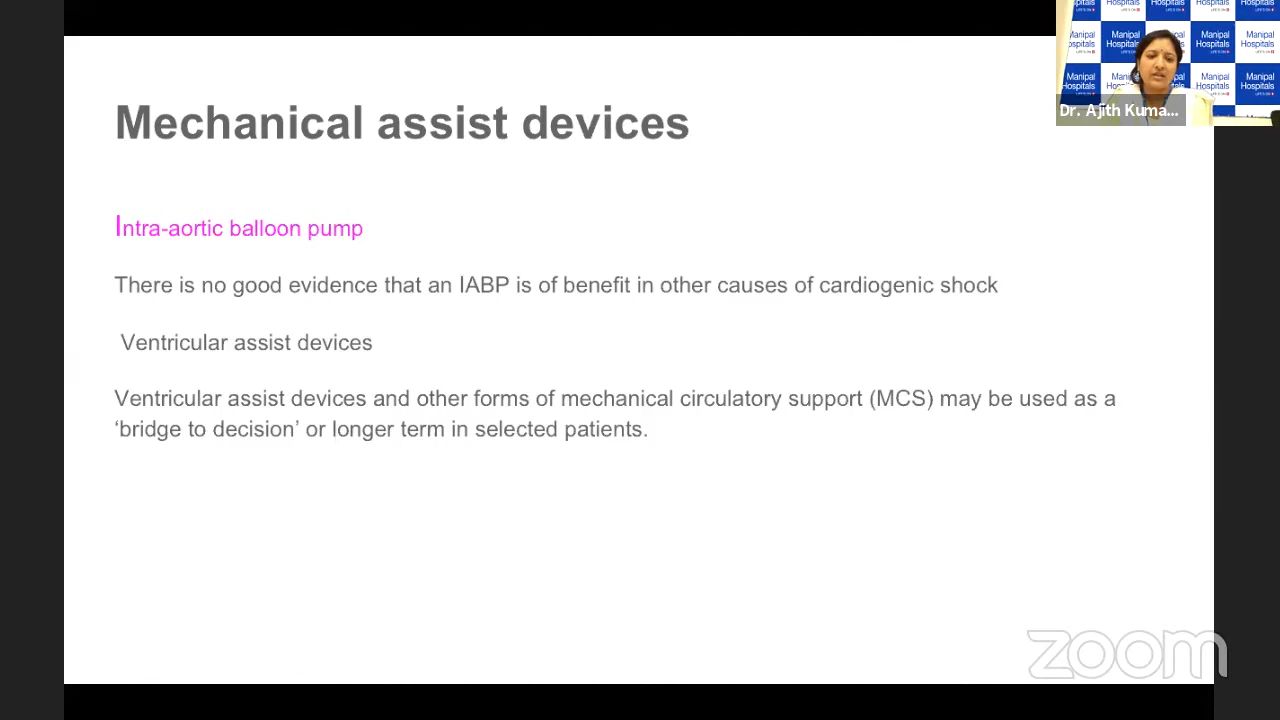 Mechanical assist devices
Intra-aortic balloon pump
There is no good evidence that an IABP is of benefit in other causes of cardiogenic shock
Ventricular assist devices
Ventricular assist devices and other forms of mechanical circulatory support (MCS) may be used as a
‘bridge to decision’ or longer term in selected patients.
Manipal Hospitals
Dr. Ajith Kuma...
zoom